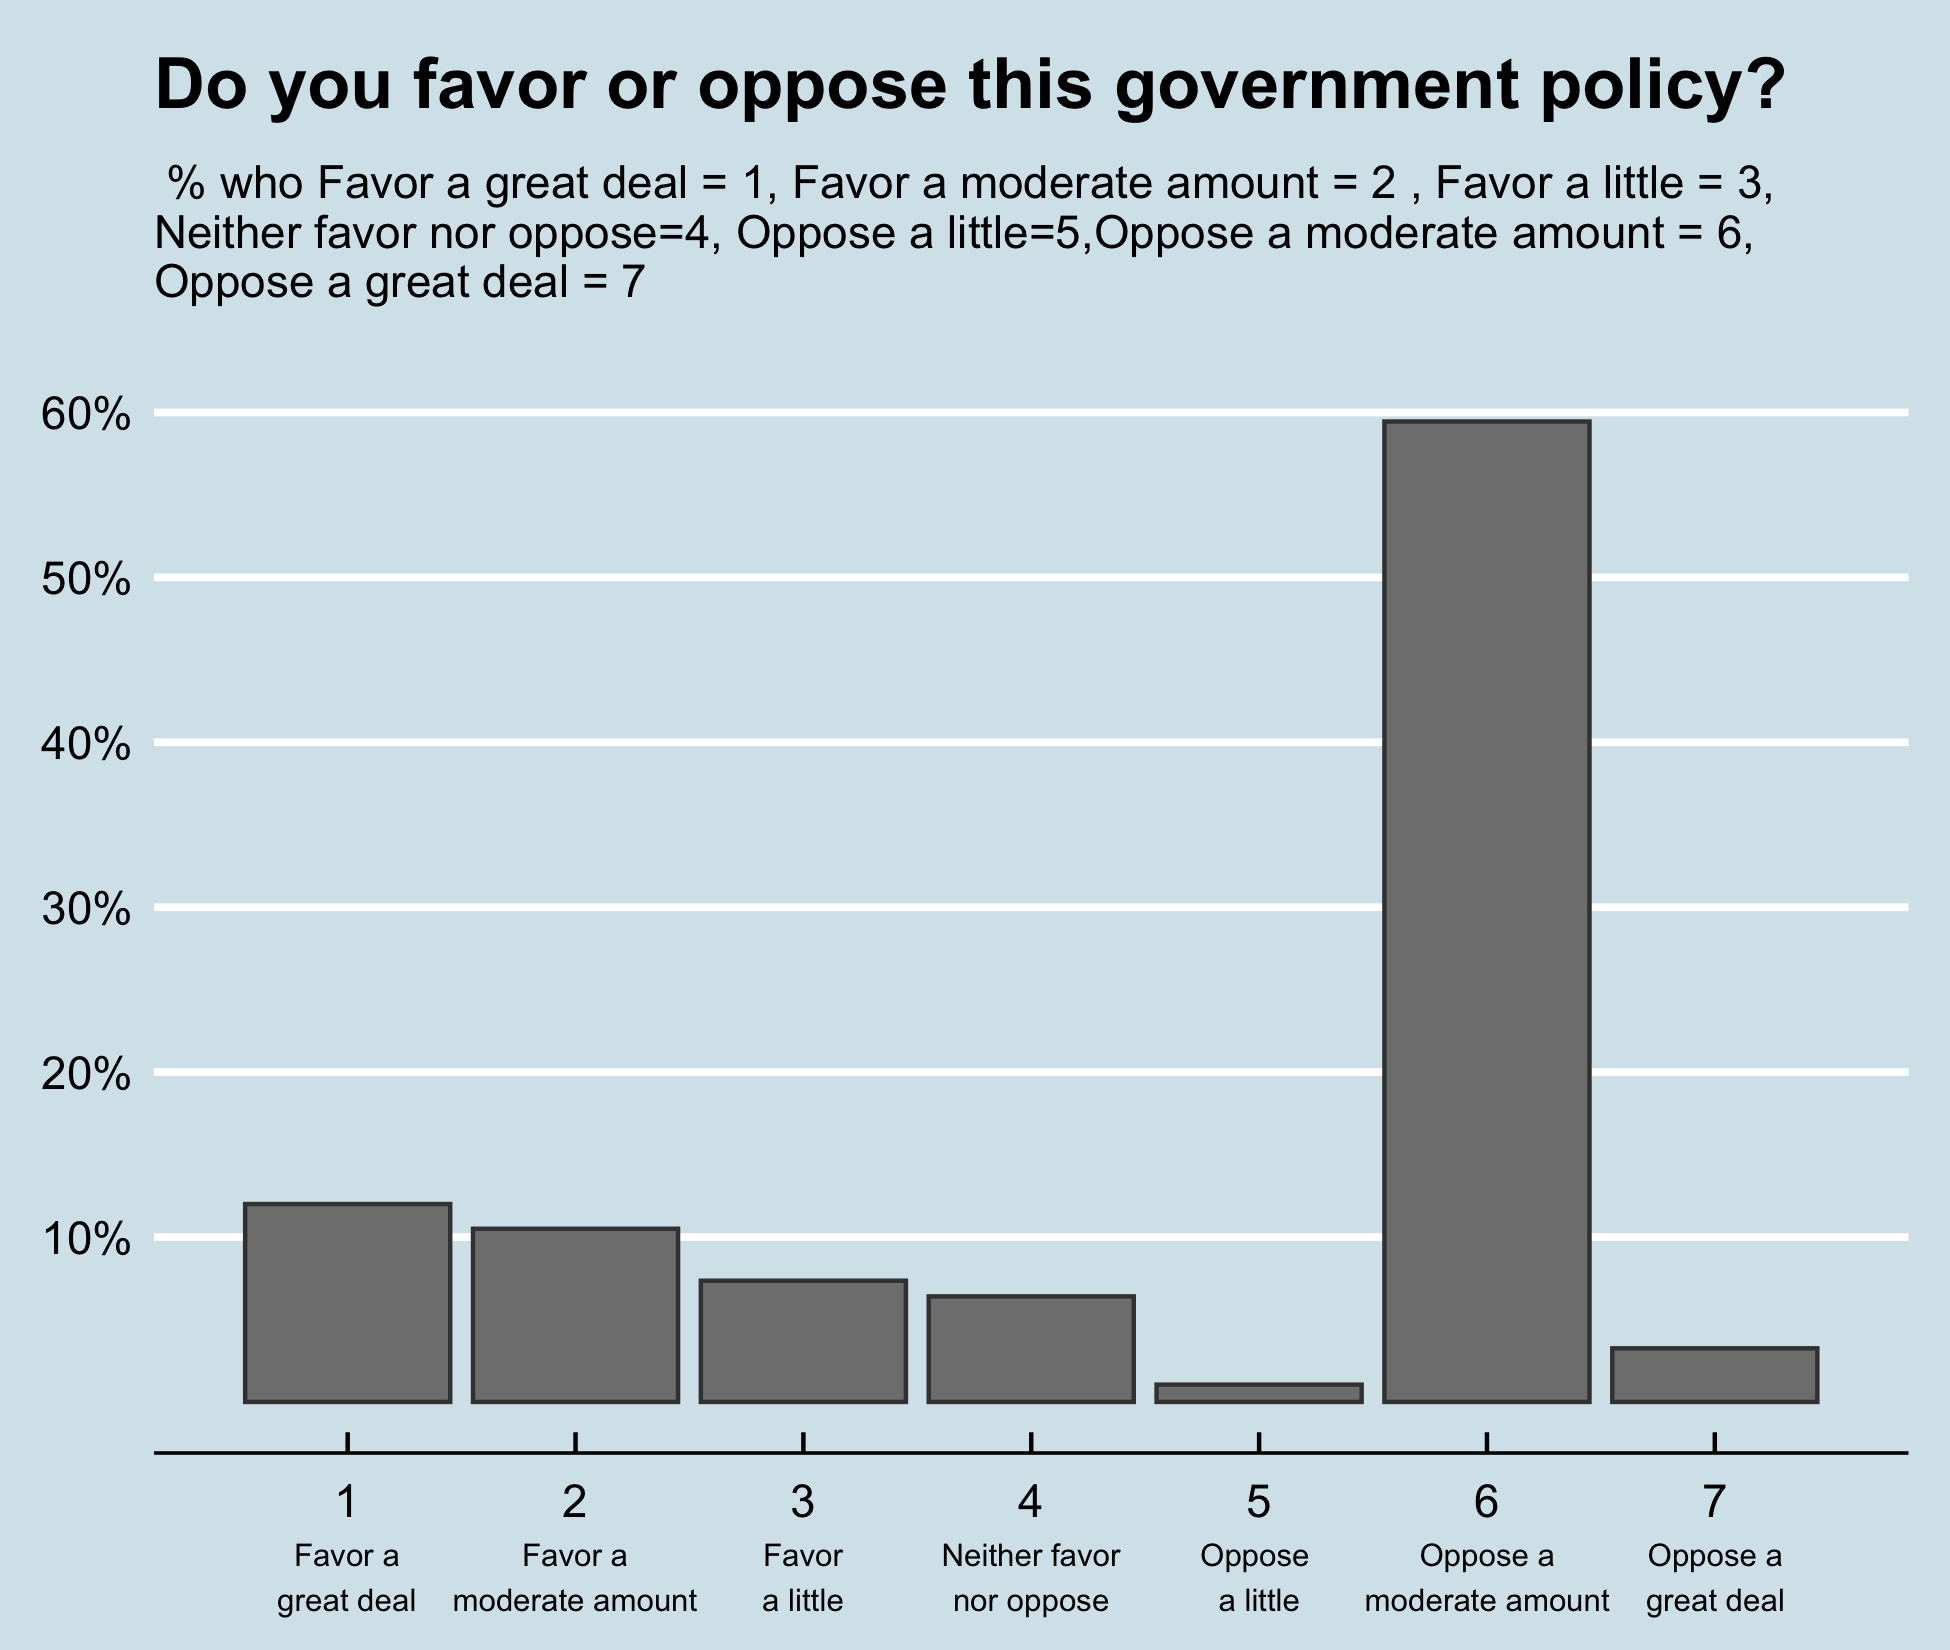 Do you favor or oppose this government policy?
% who Favor a great deal = 1, Favor a moderate amount = 2 , Favor a little = 3,
Neither favor nor oppose=4, Oppose a little=5,Oppose a moderate amount = 6,
Oppose a great deal = 7
60%
50%
40%
30%
20%
10%
1 2 3 4 5 6 7
Favor a Favor a Favor Neither favor Oppose Oppose a Oppose a
great deal moderate amount a little nor oppose a little moderate amount great deal